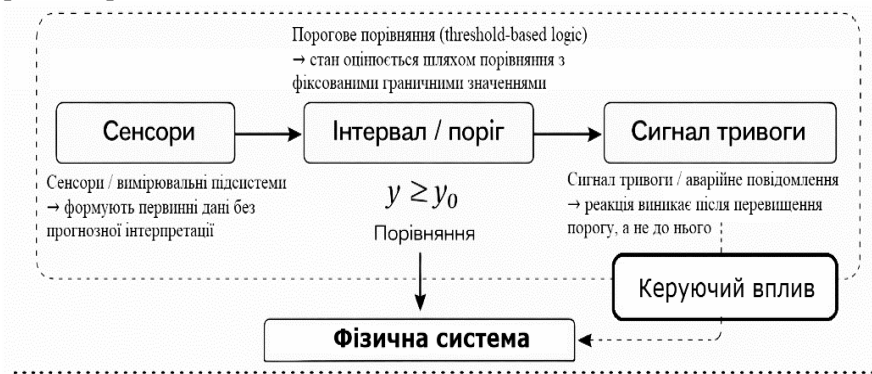 Порогове порівняння (threshold-based logic)
→ стан оцінюється шляхом порівняння з
фіксованими граничними значеннями
Сенсори
Інтервал / поріг
Сигнал тривоги
Сенсори / вимірювальні підсистеми
→ формують первинні дані без
прогнозної інтерпретації
y ≥ y₀
Порівняння
Сигнал тривоги / аварійне повідомлення
→ реакція виникає після перевищення
порогу, а не до нього
Керуючий вплив
Фізична система